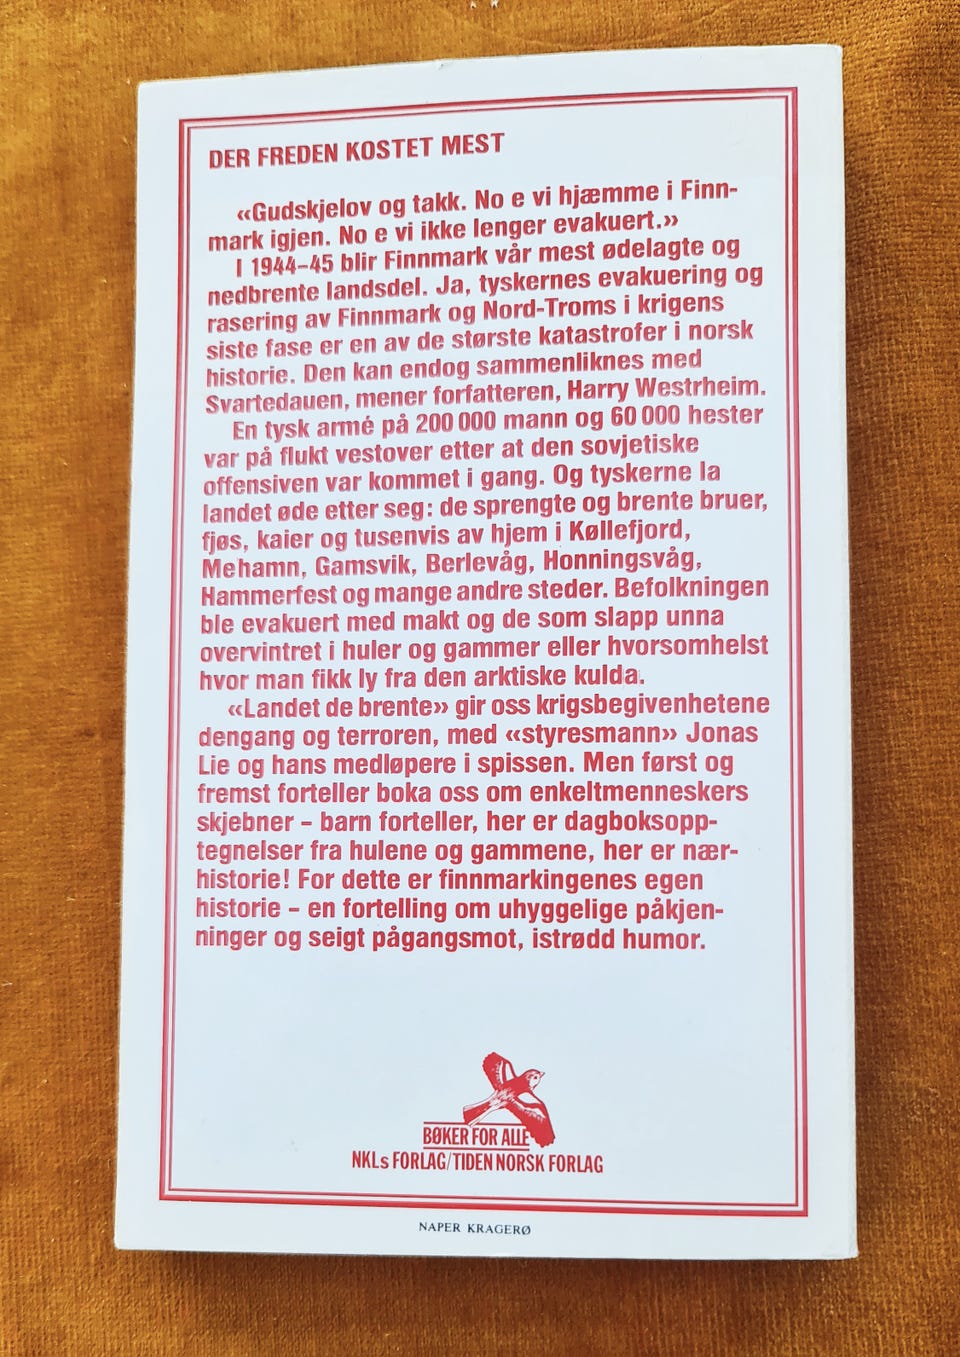 DER FREDEN KOSTET MEST
«Gudskjelov og takk. No e vi hjæmme i Finn-
mark igjen. No e vi ikke lenger evakuert.»
I 1944–45 blir Finnmark vår mest ødelagte og
nedbrente landsdel. Ja, tyskernes evakuering og
rasering av Finnmark og Nord-Troms i krigens
siste fase er en av de største katastrofer i norsk
historie. Den kan endog sammenliknes med
Svartedauen, mener forfatteren, Harry Westrheim.
En tysk armé på 200 000 mann og 60 000 hester
var på flukt vestover etter at den sovjetiske
offensiven var kommet i gang. Og tyskerne la
landet øde etter seg: de sprengte og brente bruer,
fjøs, kaier og tusenvis av hjem i Køllefjord,
Mehamn, Gamsvik, Berlevåg, Honningsvåg,
Hammerfest og mange andre steder. Befolkningen
ble evakuert med makt og de som slapp unna
overvintret i huler og gammer eller hvorsomhelst
hvor man fikk ly fra den arktiske kulda.
«Landet de brente» gir oss krigsbegivenhetene
dengang og terroren, med «styresmann» Jonas
Lie og hans medløpere i spissen. Men først og
fremst forteller boka oss om enkeltmenneskers
skjebner – barn forteller, her er dagboksopp-
tegnelser fra hulene og gammene, her er nær-
historie! For dette er finnmarkingenes egen
historie – en fortelling om uhyggelige påkjen-
ninger og seigt pågangsmot, istrødd humor.
BØKER FOR ALLE
NKLs FORLAG/TIDEN NORSK FORLAG
NAPER KRAGERØ